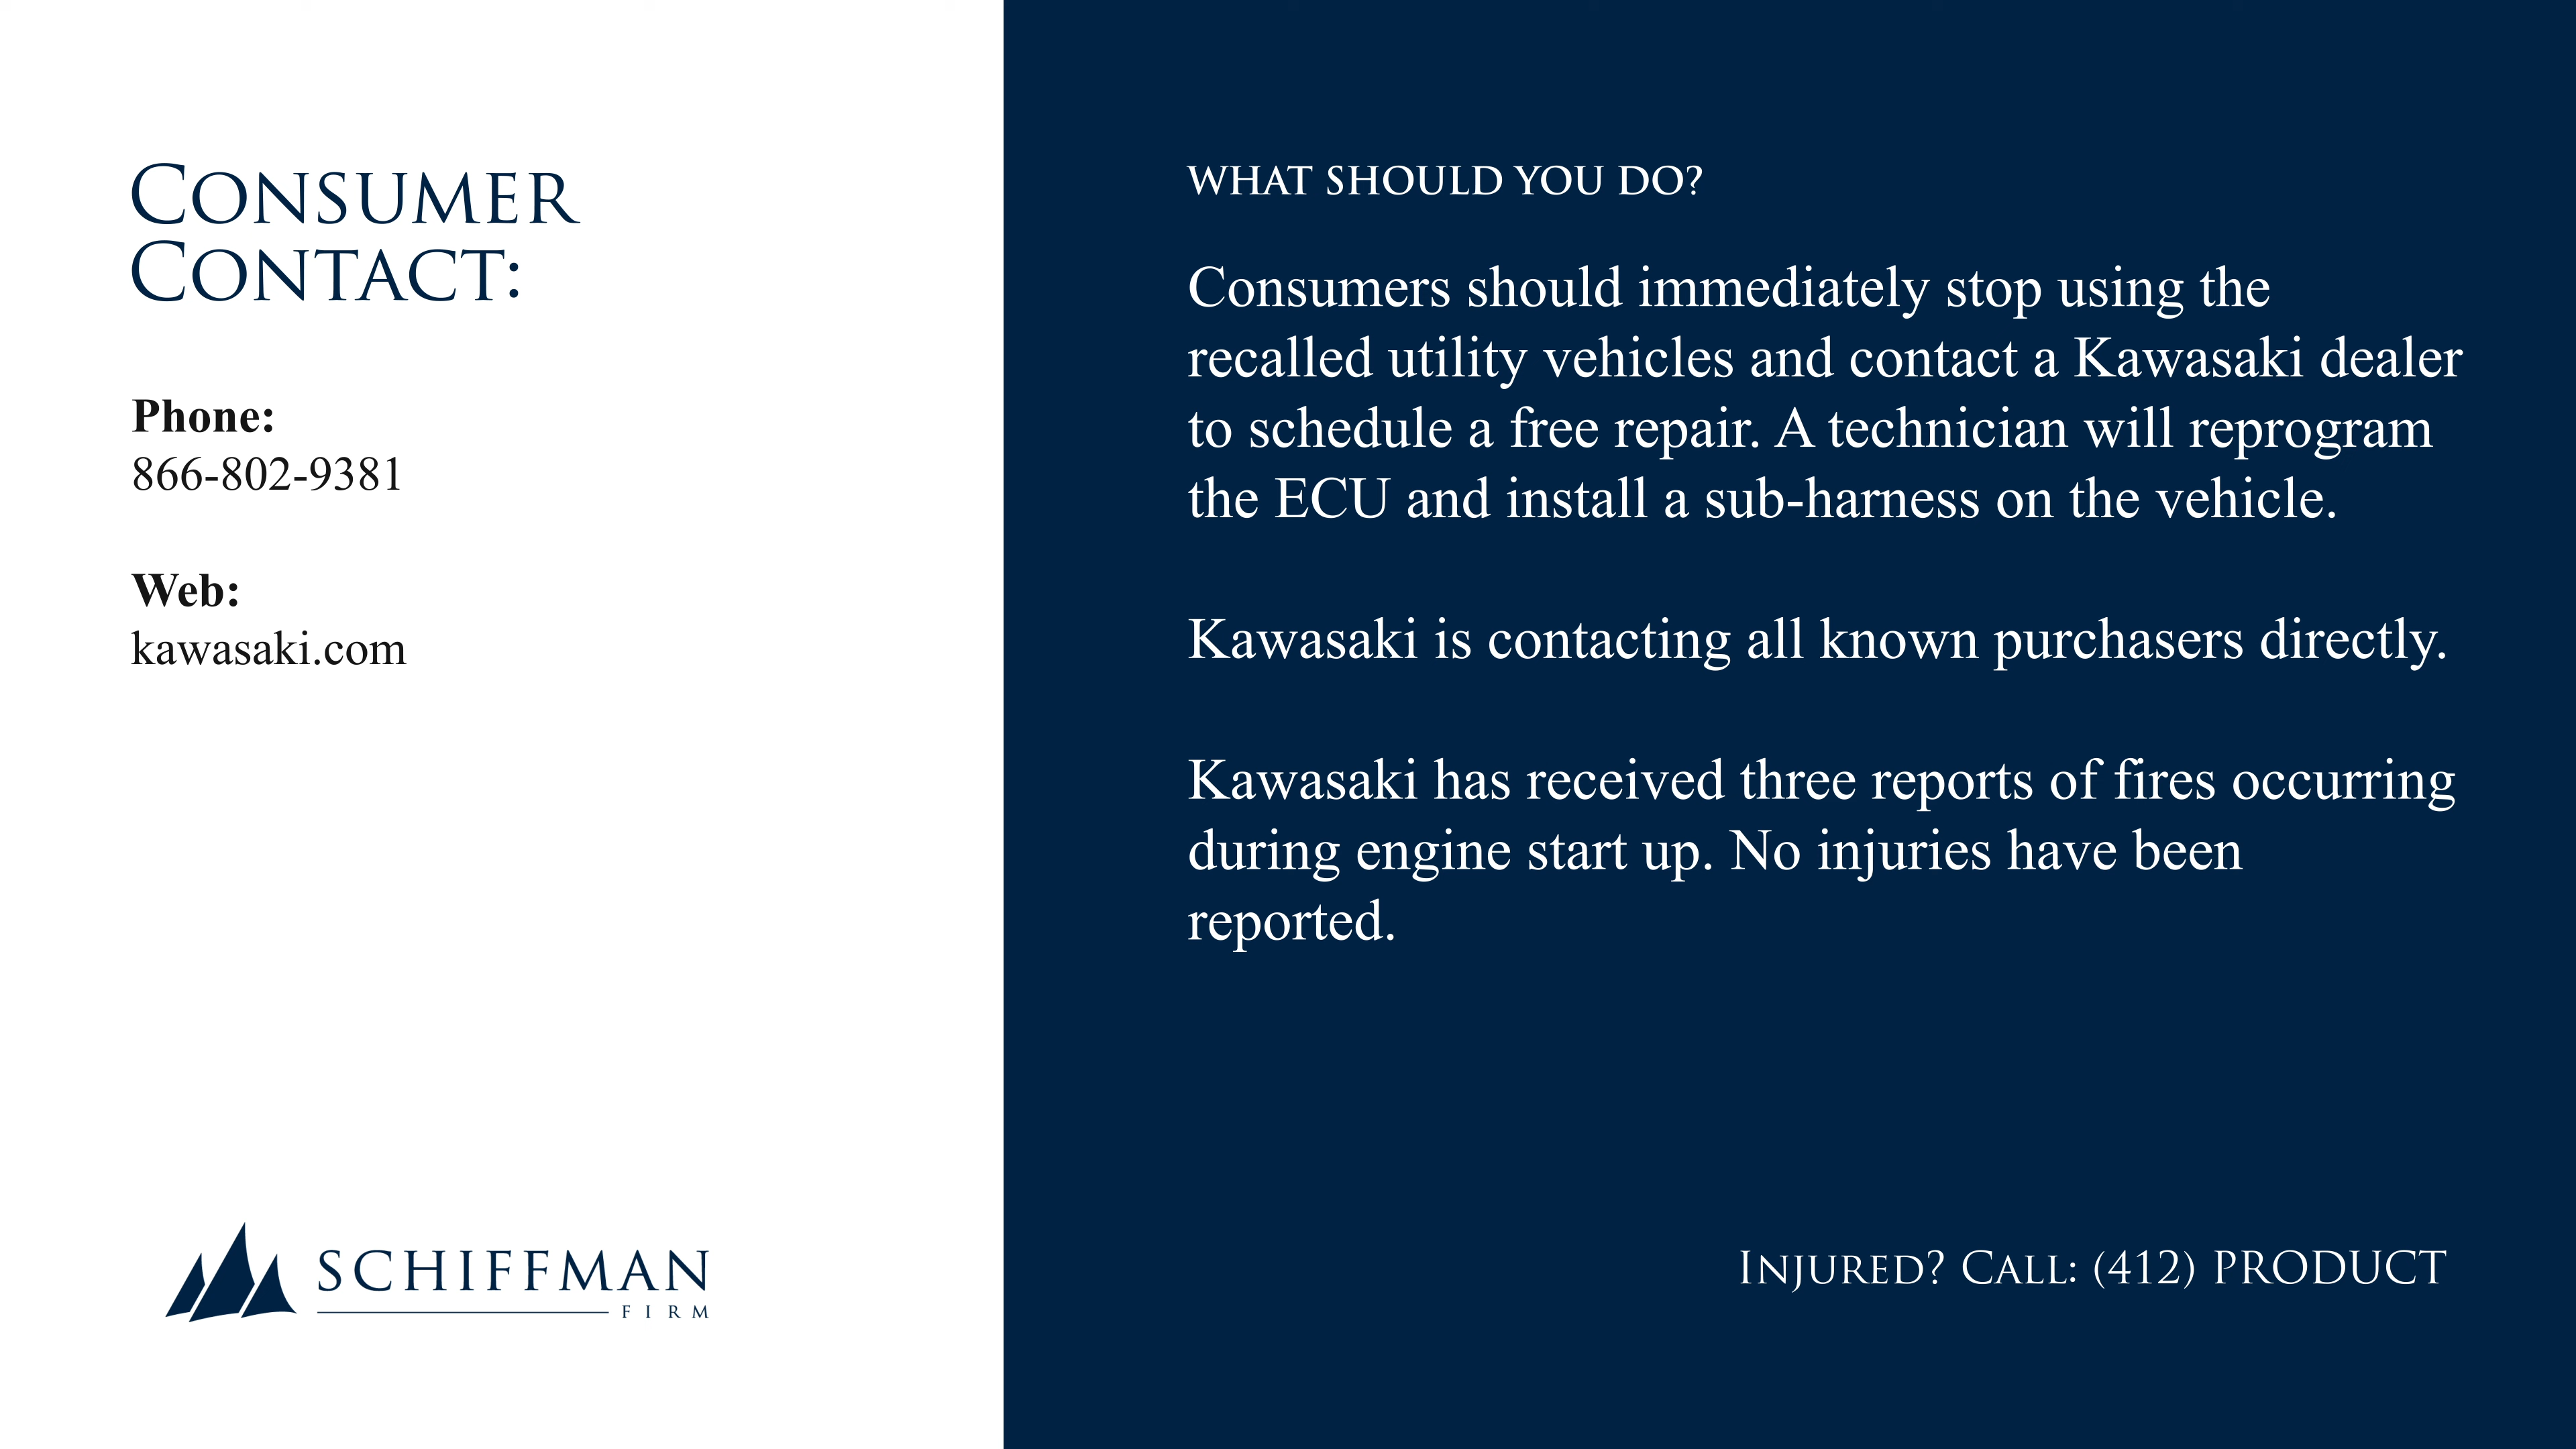 CONSUMER
CONTACT:
Phone:
866-802-9381
Web:
kawasaki.com
SCHIFFMAN
FIRM
WHAT SHOULD YOU DO?
Consumers should immediately stop using the
recalled utility vehicles and contact a Kawasaki dealer
to schedule a free repair. A technician will reprogram
the ECU and install a sub-harness on the vehicle.
Kawasaki is contacting all known purchasers directly.
Kawasaki has received three reports of fires occurring
during engine start up. No injuries have been
reported.
INJURED? CALL: (412) PRODUCT